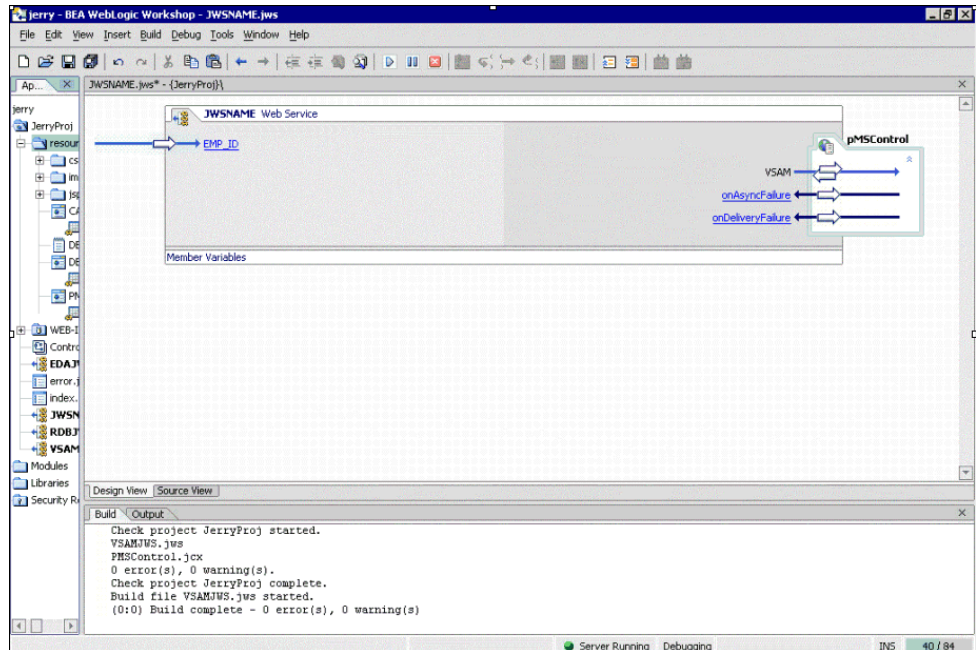 jerry - BEA WebLogic Workshop - JWSNAME.jws
File Edit View Insert Build Debug Tools Window Help
Ap... X
JWSNAME.jws* - {JerryProj}\
jerry
JerryProj
resour
cs
im
jsp
CA
DE
DE
PM
WEB-I
Contro
EDAJ
error.j
index.
JWSN
RDBJ
VSAM
Modules
Libraries
Security Re
JWSNAME Web Service
EMP_ID
pMSControl
VSAM
onAsyncFailure
onDeliveryFailure
Member Variables
Design View Source View
Build Output
Check project JerryProj started.
VSAMJWS.jws
PMSControl.jcx
0 error(s), 0 warning(s).
Check project JerryProj complete.
Build file VSAMJWS.jws started.
(0:0) Build complete - 0 error(s), 0 warning(s)
Server Running Debugging INS 40 / 84